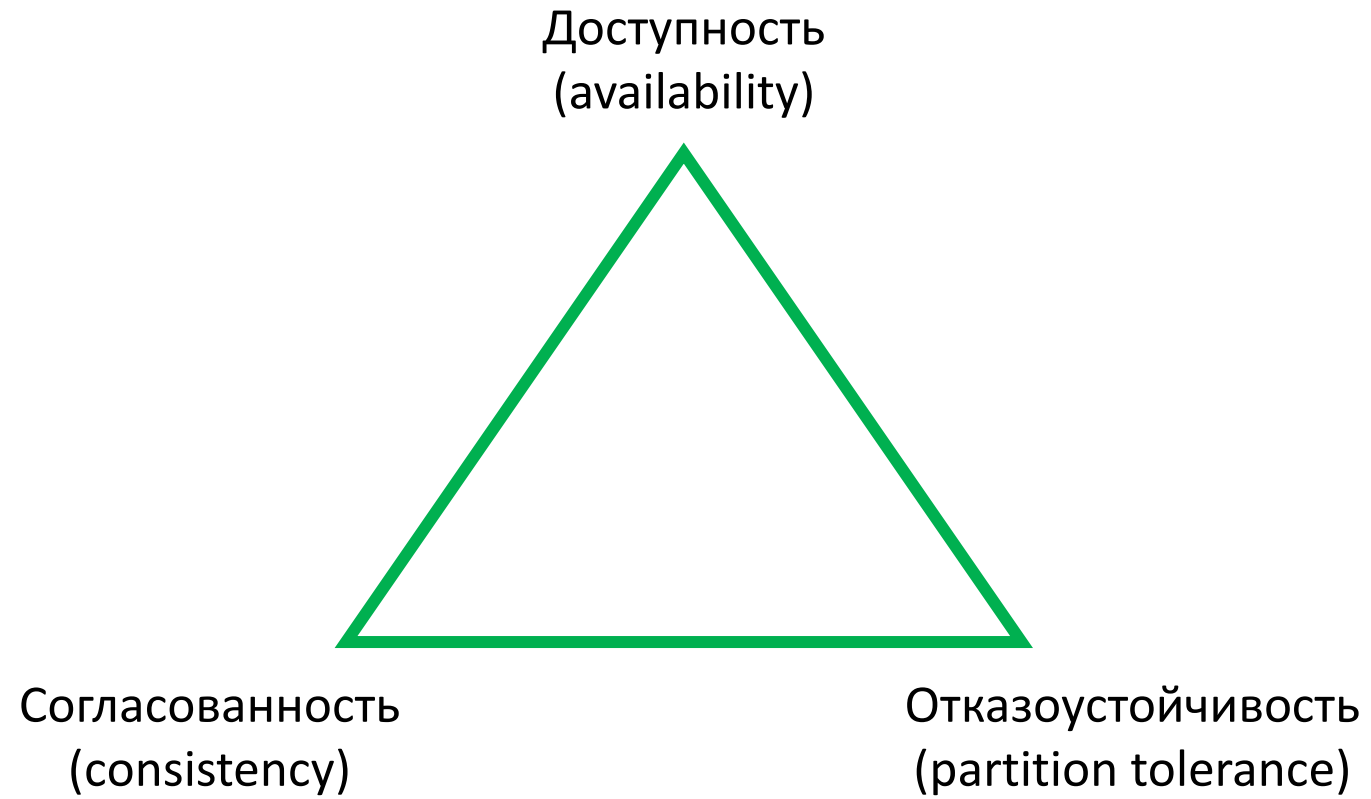 Доступность
(availability)
Согласованность
(consistency)
Отказоустойчивость
(partition tolerance)